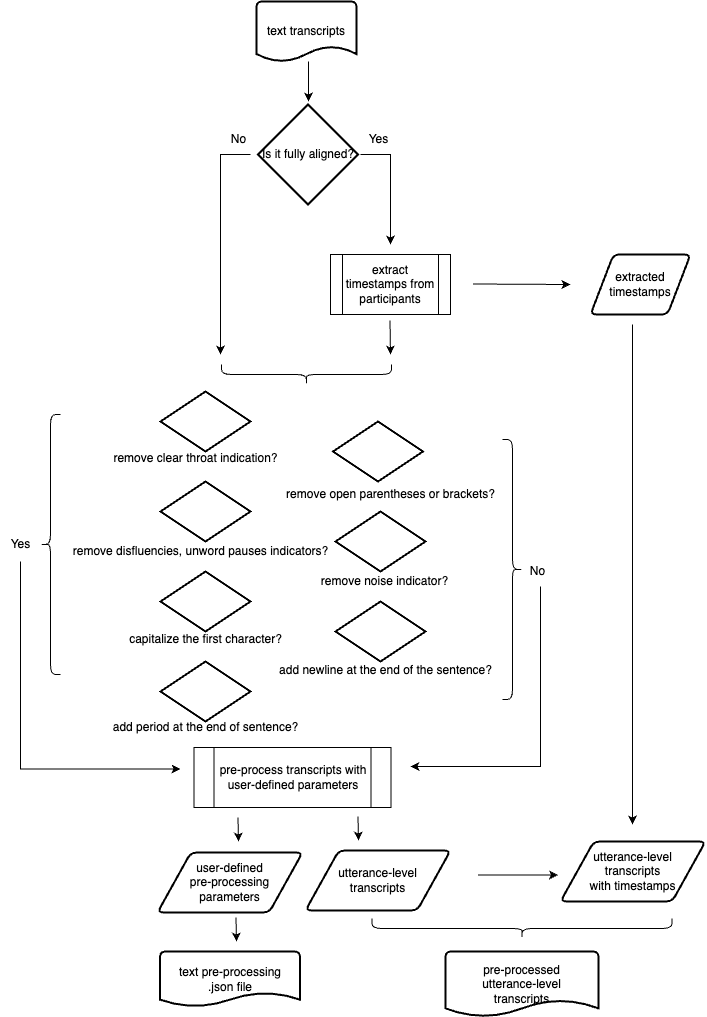 text transcripts
No
Yes
Is it fully aligned?
extract
timestamps from
participants
extracted
timestamps
remove clear throat indication?
remove open parentheses or brackets?
Yes
remove disfluencies, unword pauses indicators?
No
remove noise indicator?
capitalize the first character?
add newline at the end of the sentence?
add period at the end of sentence?
pre-process transcripts with
user-defined parameters
user-defined
pre-processing
parameters
utterance-level
transcripts
utterance-level
transcripts
with timestamps
text pre-processing
.json file
pre-processed
utterance-level
transcripts